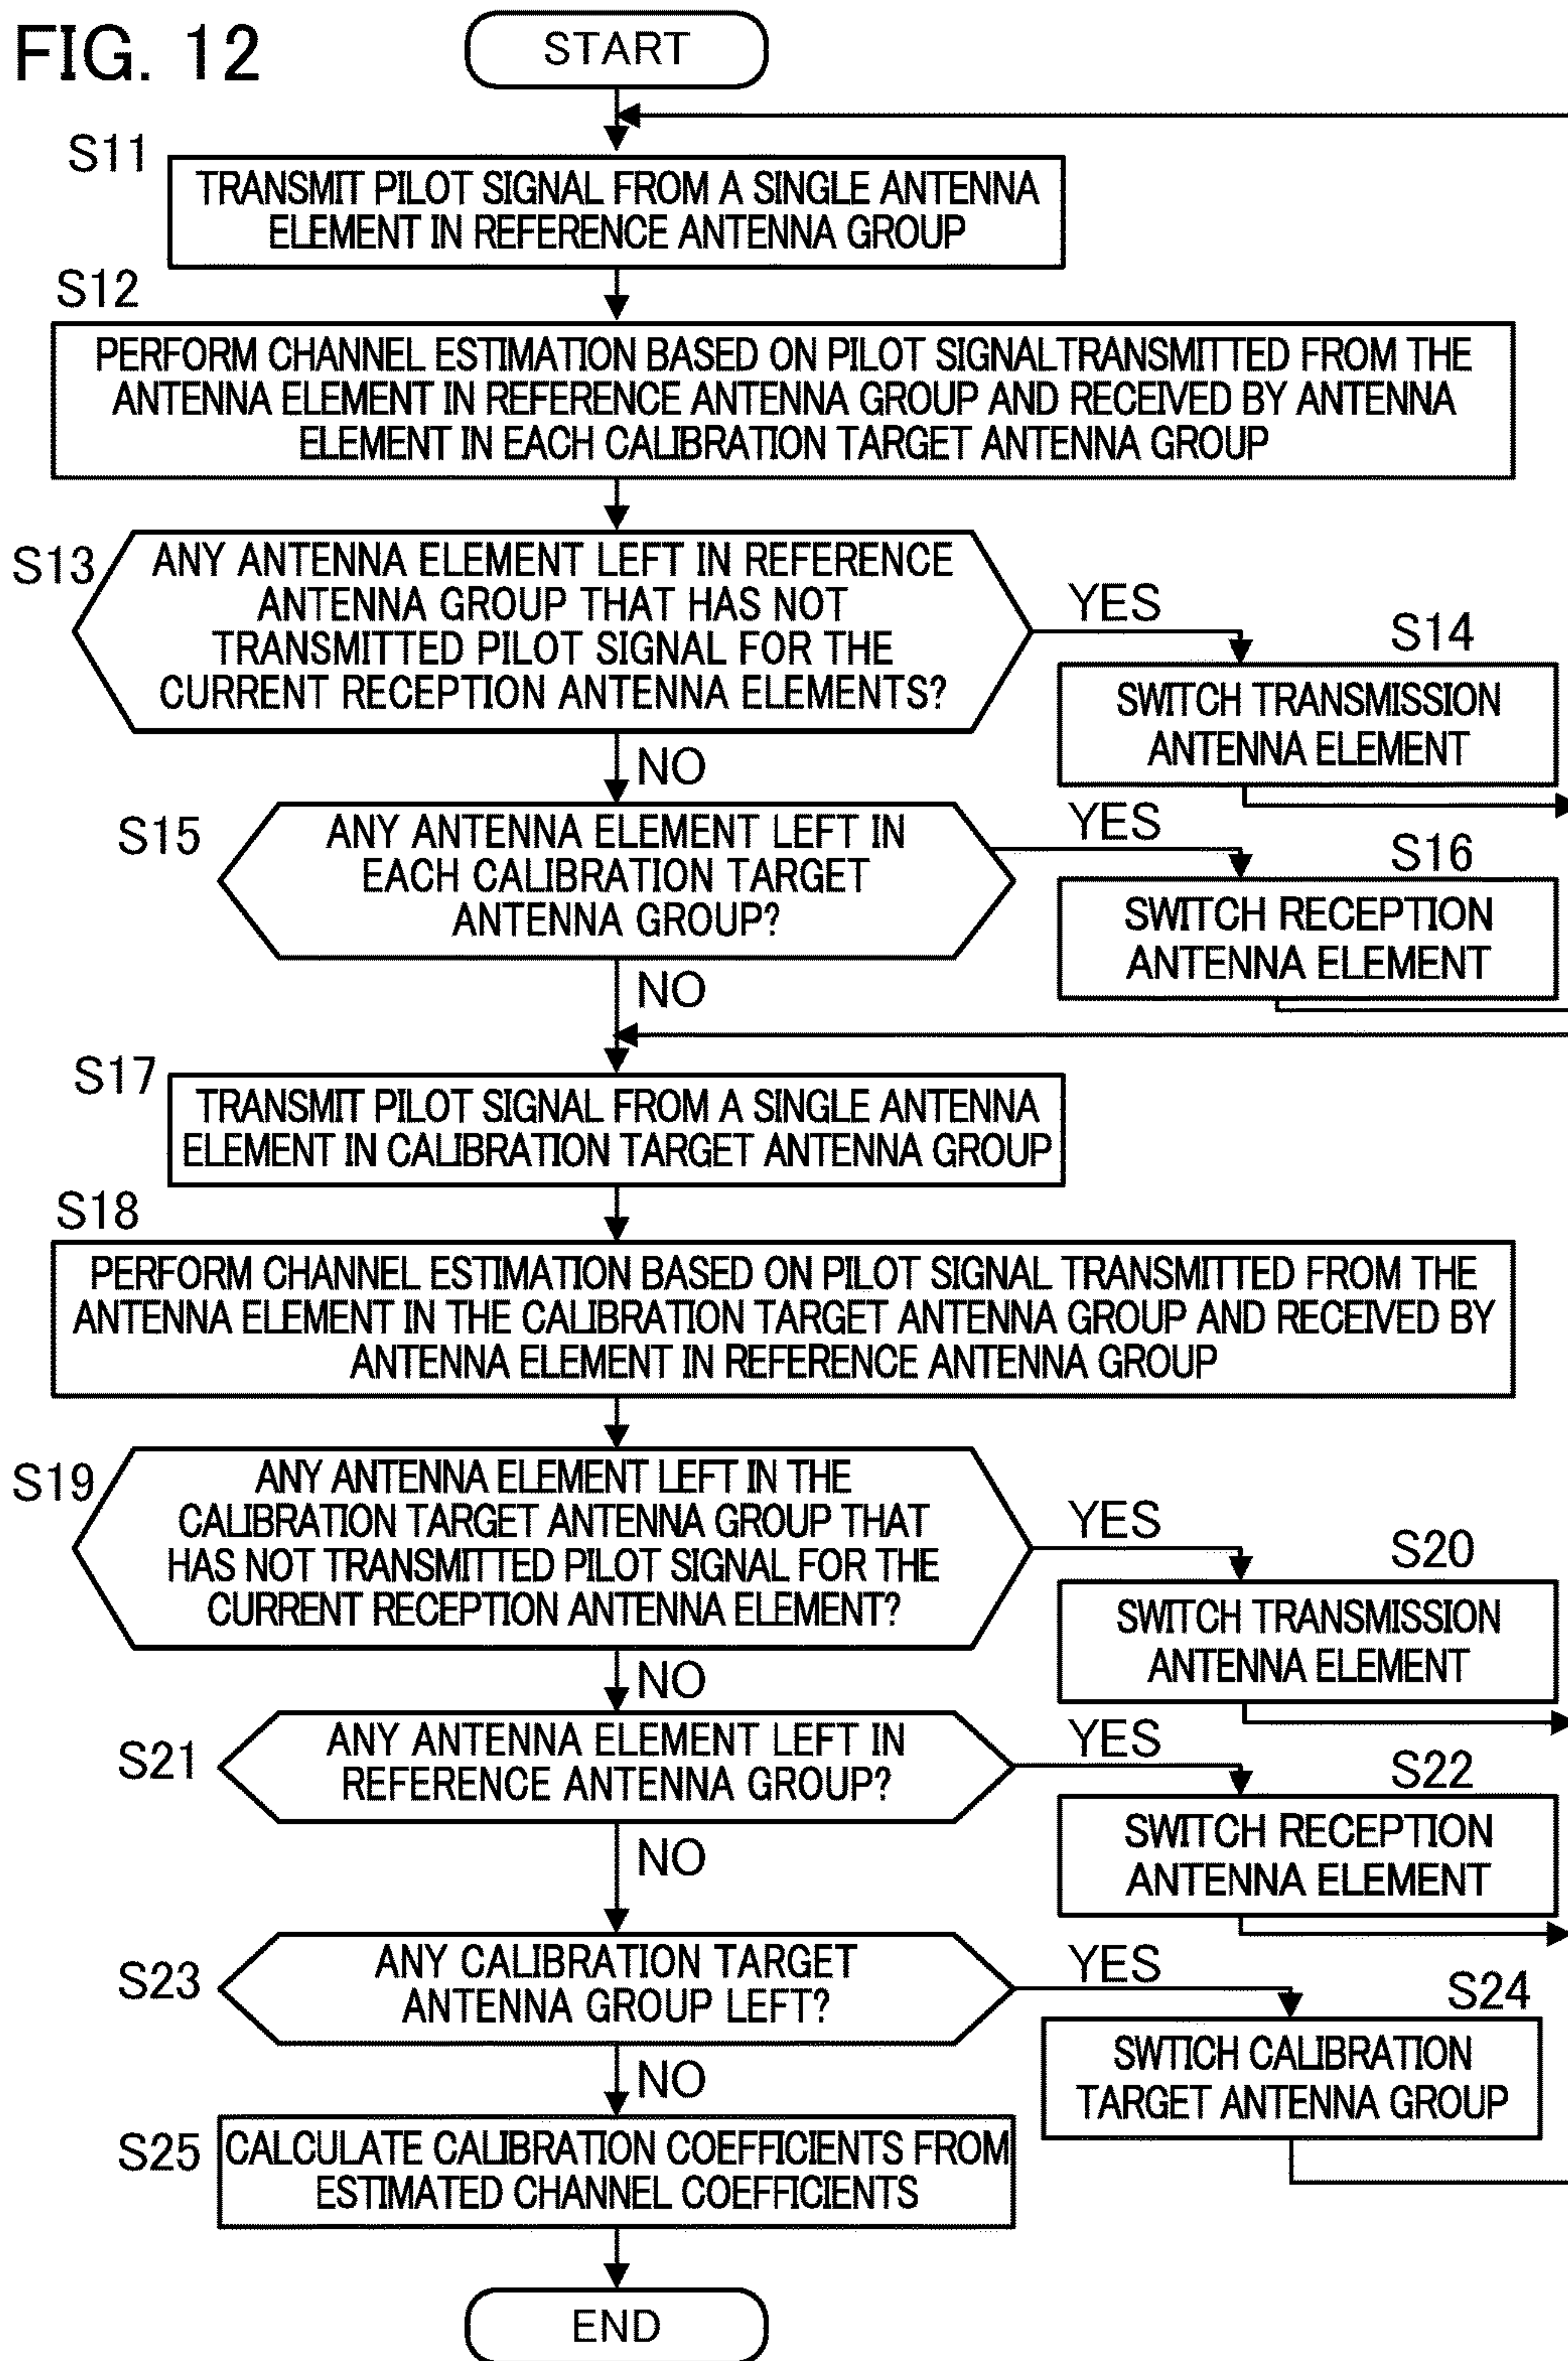 FIG. 12
START
S11
TRANSMIT PILOT SIGNAL FROM A SINGLE ANTENNA
ELEMENT IN REFERENCE ANTENNA GROUP
S12
PERFORM CHANNEL ESTIMATION BASED ON PILOT SIGNALTRANSMITTED FROM THE
ANTENNA ELEMENT IN REFERENCE ANTENNA GROUP AND RECEIVED BY ANTENNA
ELEMENT IN EACH CALIBRATION TARGET ANTENNA GROUP
S13
ANY ANTENNA ELEMENT LEFT IN REFERENCE
ANTENNA GROUP THAT HAS NOT
TRANSMITTED PILOT SIGNAL FOR THE
CURRENT RECEPTION ANTENNA ELEMENTS?
YES
S14
SWITCH TRANSMISSION
ANTENNA ELEMENT
NO
S15
ANY ANTENNA ELEMENT LEFT IN
EACH CALIBRATION TARGET
ANTENNA GROUP?
YES
S16
SWITCH RECEPTION
ANTENNA ELEMENT
NO
S17
TRANSMIT PILOT SIGNAL FROM A SINGLE ANTENNA
ELEMENT IN CALIBRATION TARGET ANTENNA GROUP
S18
PERFORM CHANNEL ESTIMATION BASED ON PILOT SIGNAL TRANSMITTED FROM THE
ANTENNA ELEMENT IN THE CALIBRATION TARGET ANTENNA GROUP AND RECEIVED BY
ANTENNA ELEMENT IN REFERENCE ANTENNA GROUP
S19
ANY ANTENNA ELEMENT LEFT IN THE
CALIBRATION TARGET ANTENNA GROUP THAT
HAS NOT TRANSMITTED PILOT SIGNAL FOR THE
CURRENT RECEPTION ANTENNA ELEMENT?
YES
S20
SWITCH TRANSMISSION
ANTENNA ELEMENT
NO
S21
ANY ANTENNA ELEMENT LEFT IN
REFERENCE ANTENNA GROUP?
YES
S22
SWITCH RECEPTION
ANTENNA ELEMENT
NO
S23
ANY CALIBRATION TARGET
ANTENNA GROUP LEFT?
YES
S24
SWTICH CALIBRATION
TARGET ANTENNA GROUP
NO
S25
CALCULATE CALIBRATION COEFFICIENTS FROM
ESTIMATED CHANNEL COEFFICIENTS
END